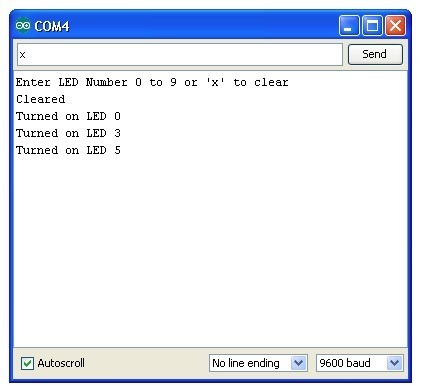 COM4
x
Send
Enter LED Number 0 to 9 or 'x' to clear
Cleared
Turned on LED 0
Turned on LED 3
Turned on LED 5
Autoscroll
No line ending
9600 baud